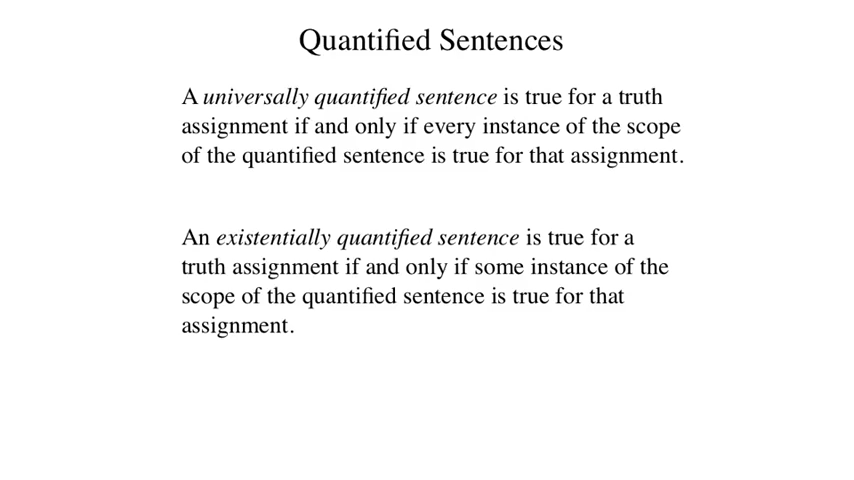 Quantified Sentences
A universally quantified sentence is true for a truth
assignment if and only if every instance of the scope
of the quantified sentence is true for that assignment.
An existentially quantified sentence is true for a
truth assignment if and only if some instance of the
scope of the quantified sentence is true for that
assignment.